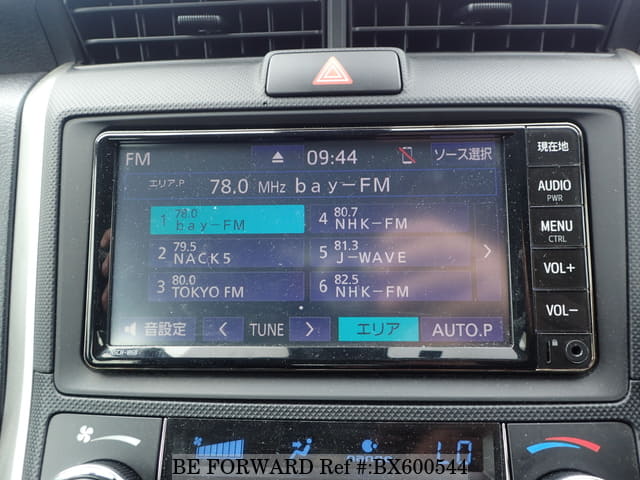 FM 09:44 ソース選択
エリア.P 78.0 MHz bay-FM
1 78.0 bay-FM
2 79.5 NACK5
3 80.0 TOKYO FM
4 80.7 NHK-FM
5 81.3 J-WAVE
6 82.5 NHK-FM
音設定 < TUNE > エリア AUTO.P
現在地
AUDIO
PWR
MENU
CTRL
VOL+
VOL-
LO
BE FORWARD Ref #:BX600544